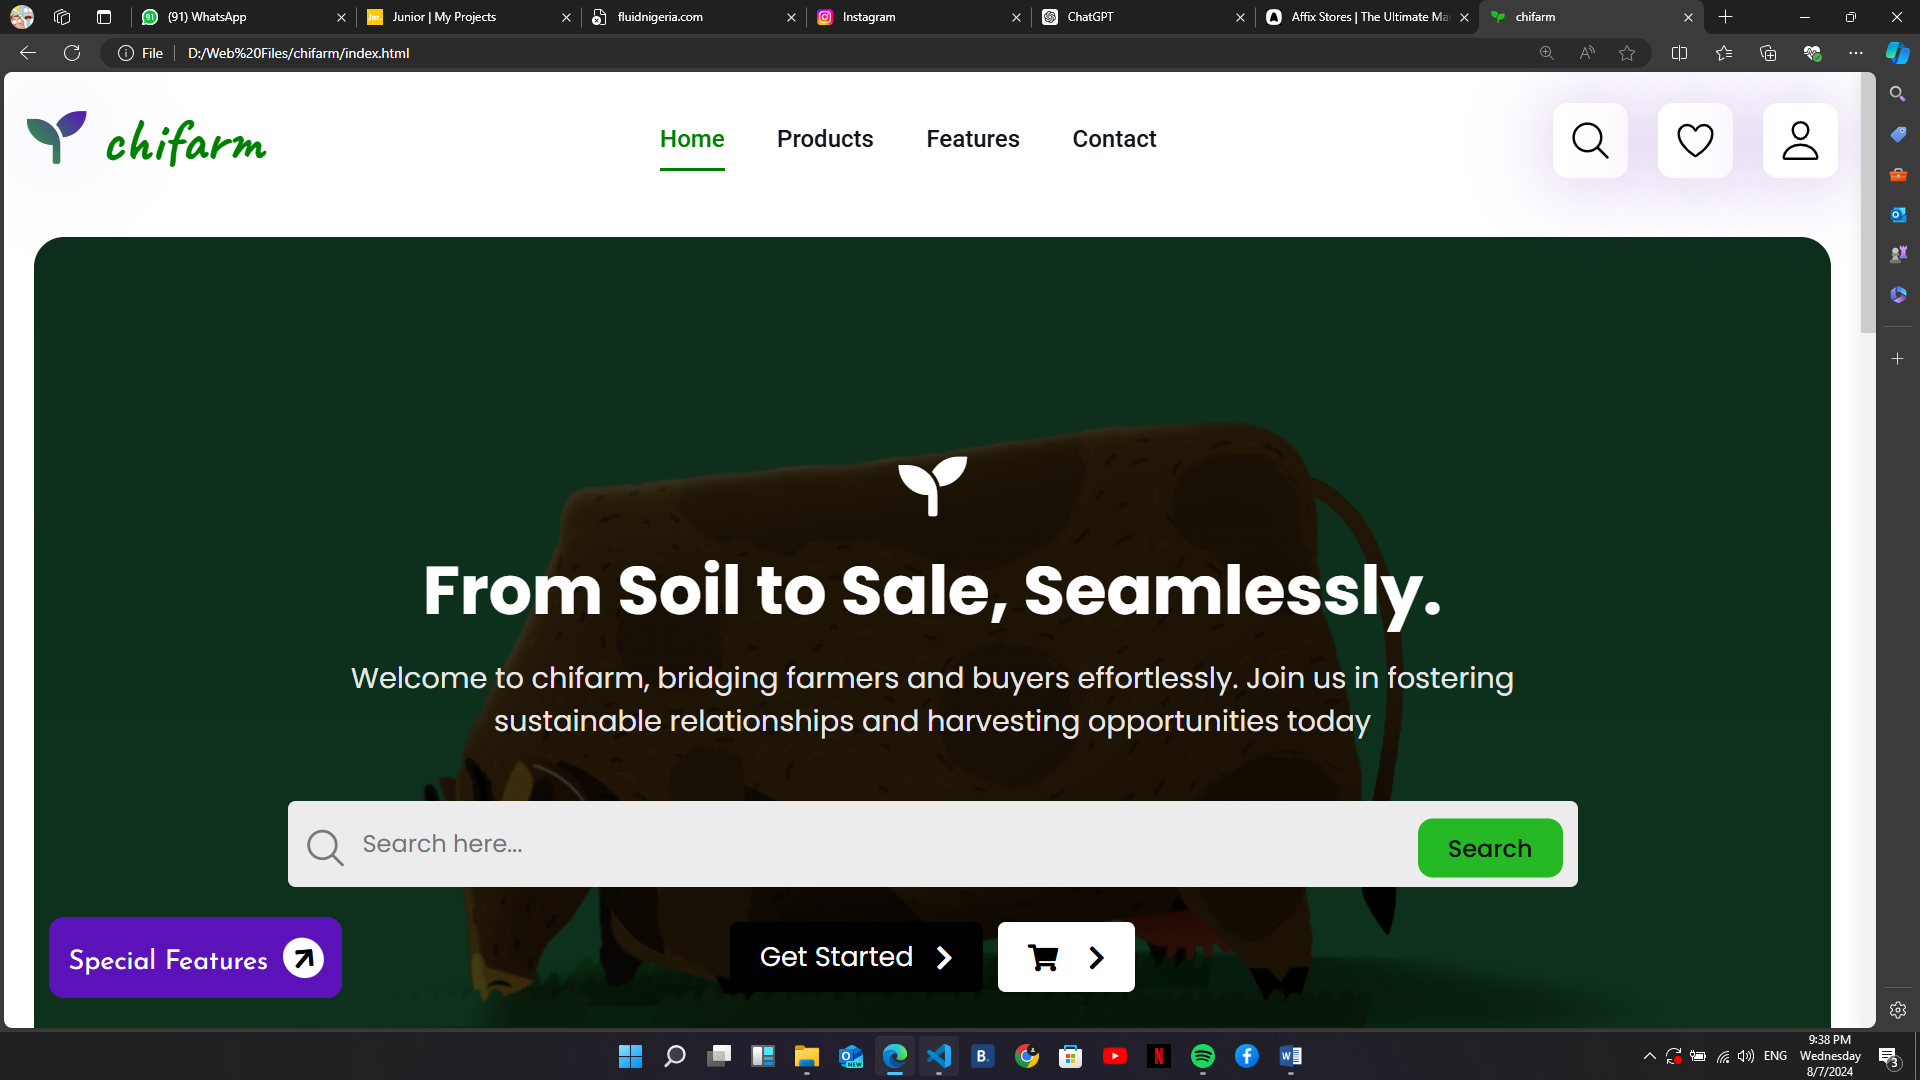 (91) WhatsApp
Jnr.
Junior | My Projects
fluidnigeria.com
Instagram
ChatGPT
Affix Stores | The Ultimate Ma
chifarm
File
D:/Web%20Files/chifarm/index.html
chifarm
Home
Products
Features
Contact
From Soil to Sale, Seamlessly.
Welcome to chifarm, bridging farmers and buyers effortlessly. Join us in fostering
sustainable relationships and harvesting opportunities today
Search here...
Search
Special Features
Get Started
NEW
B.
ENG
9:38 PM
Wednesday
8/7/2024
3